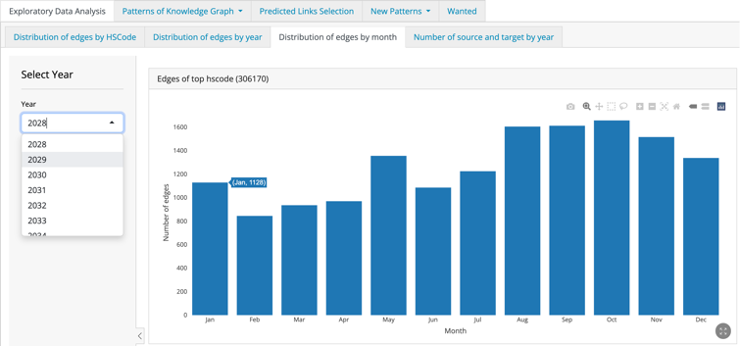 Exploratory Data Analysis Patterns of Knowledge Graph Predicted Links Selection New Patterns Wanted
Distribution of edges by HSCode Distribution of edges by year Distribution of edges by month Number of source and target by year
Select Year
Year
2028
2028
2029
2030
2031
2032
2033
2034
Edges of top hscode (306170)
Number of edges
1600
1400
1200
1000
800
600
400
200
0
(Jan, 1128)
Jan Feb Mar Apr May Jun Jul Aug Sep Oct Nov Dec
Month